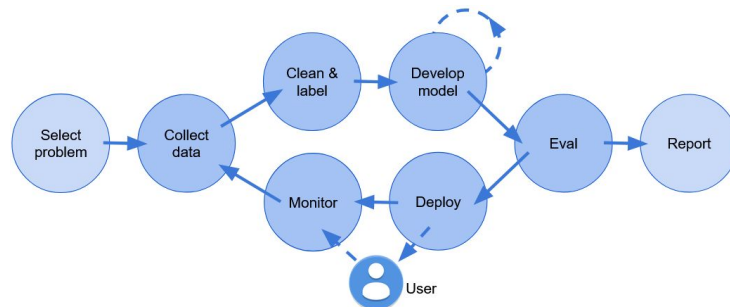 Select
problem
Collect
data
Clean &
label
Develop
model
Eval
Report
Deploy
Monitor
User